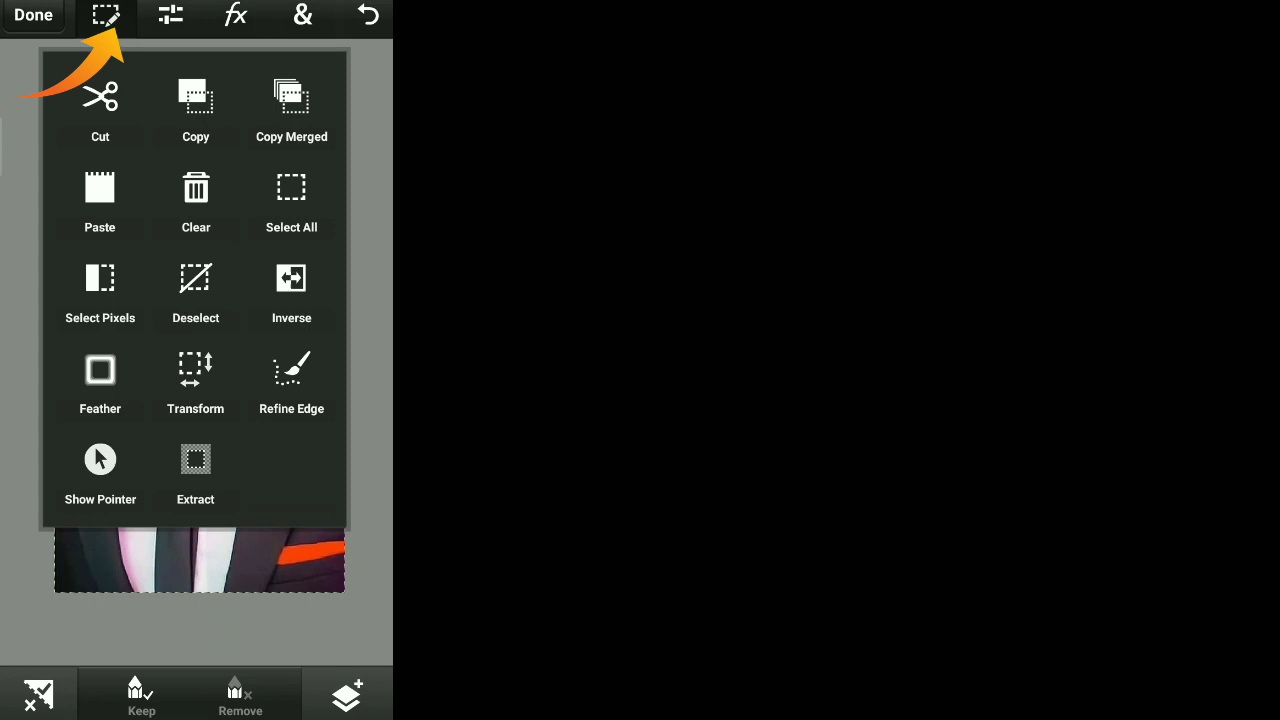 Done fx &
Cut Copy Copy Merged
Paste Clear Select All
Select Pixels Deselect Inverse
Feather Transform Refine Edge
Show Pointer Extract
Keep Remove